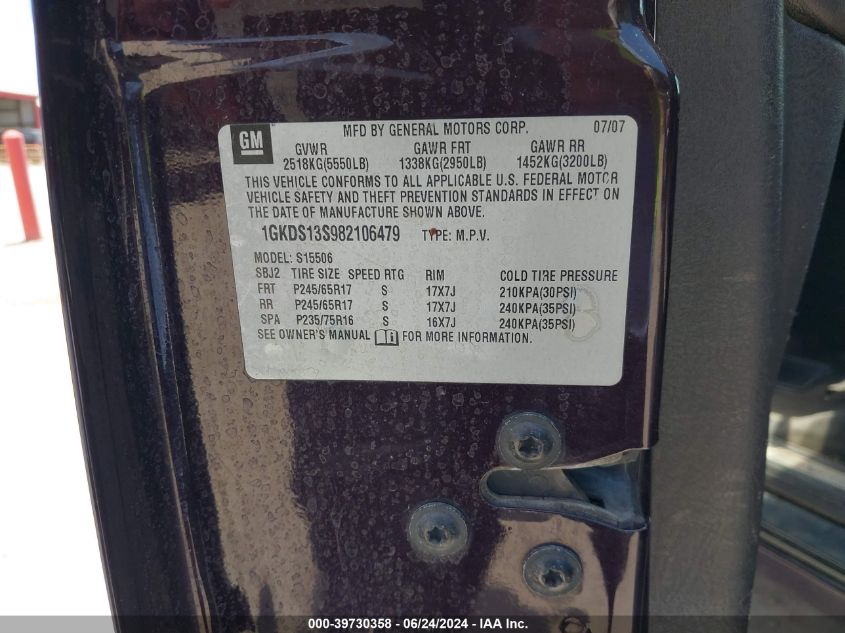 GM
MFD BY GENERAL MOTORS CORP. 07/07
GVWR GAWR FRT GAWR RR
2518KG(5550LB) 1338KG(2950LB) 1452KG(3200LB)
THIS VEHICLE CONFORMS TO ALL APPLICABLE U.S. FEDERAL MOTOR
VEHICLE SAFETY AND THEFT PREVENTION STANDARDS IN EFFECT ON
THE DATE OF MANUFACTURE SHOWN ABOVE.
1GKDS13S982106479 TYPE: M.P.V.
MODEL: S15506
SBJ2 TIRE SIZE SPEED RTG RIM COLD TIRE PRESSURE
FRT P245/65R17 S 17X7J 210KPA(30PSI)
RR P245/65R17 S 17X7J 240KPA(35PSI)
SPA P235/75R16 S 16X7J 240KPA(35PSI)
SEE OWNER'S MANUAL FOR MORE INFORMATION.
000-39730358 - 06/24/2024 - IAA Inc.